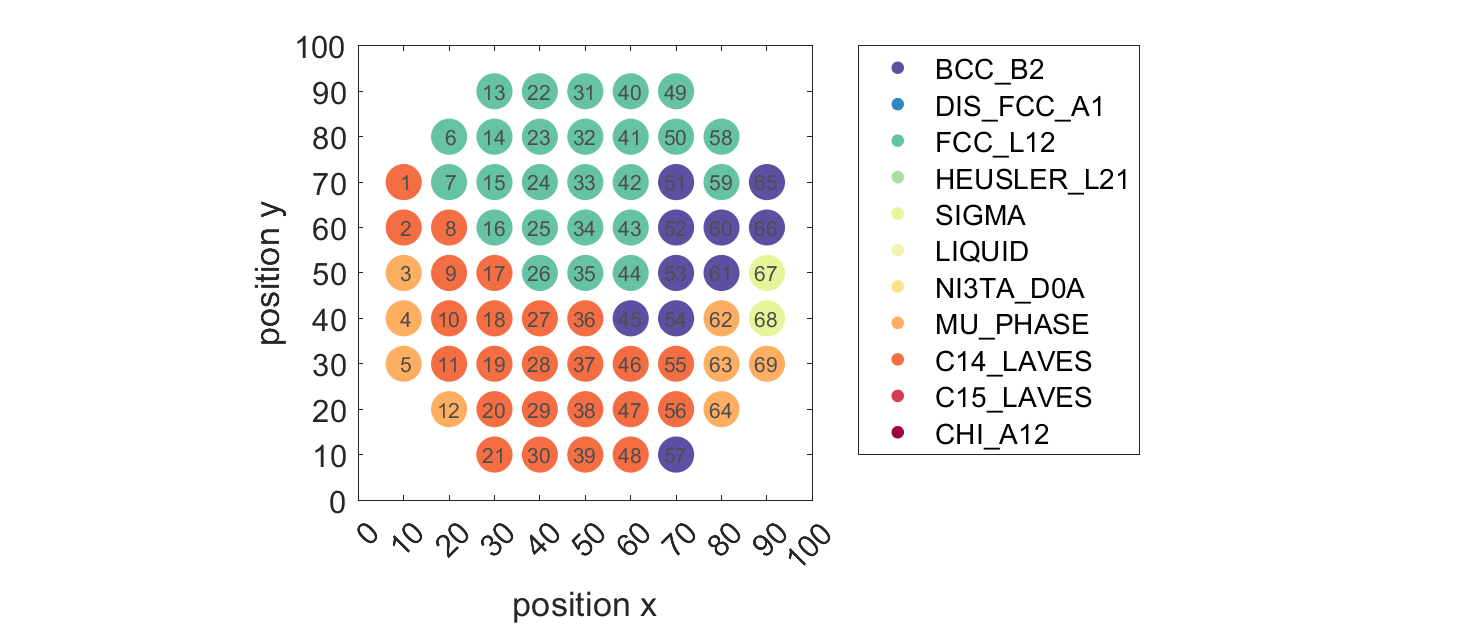 100
90
80
70
60
50
40
30
20
10
0
position y
13 22 31 40 49
6 14 23 32 41 50 58
1 7 15 24 33 42 51 59 65
2 8 16 25 34 43 52 60 66
3 9 17 26 35 44 53 61 67
4 10 18 27 36 45 54 62 68
5 11 19 28 37 46 55 63 69
12 20 29 38 47 56 64
21 30 39 48 57
0 10 20 30 40 50 60 70 80 90 100
position x
BCC_B2
DIS_FCC_A1
FCC_L12
HEUSLER_L21
SIGMA
LIQUID
NI3TA_D0A
MU_PHASE
C14_LAVES
C15_LAVES
CHI_A12